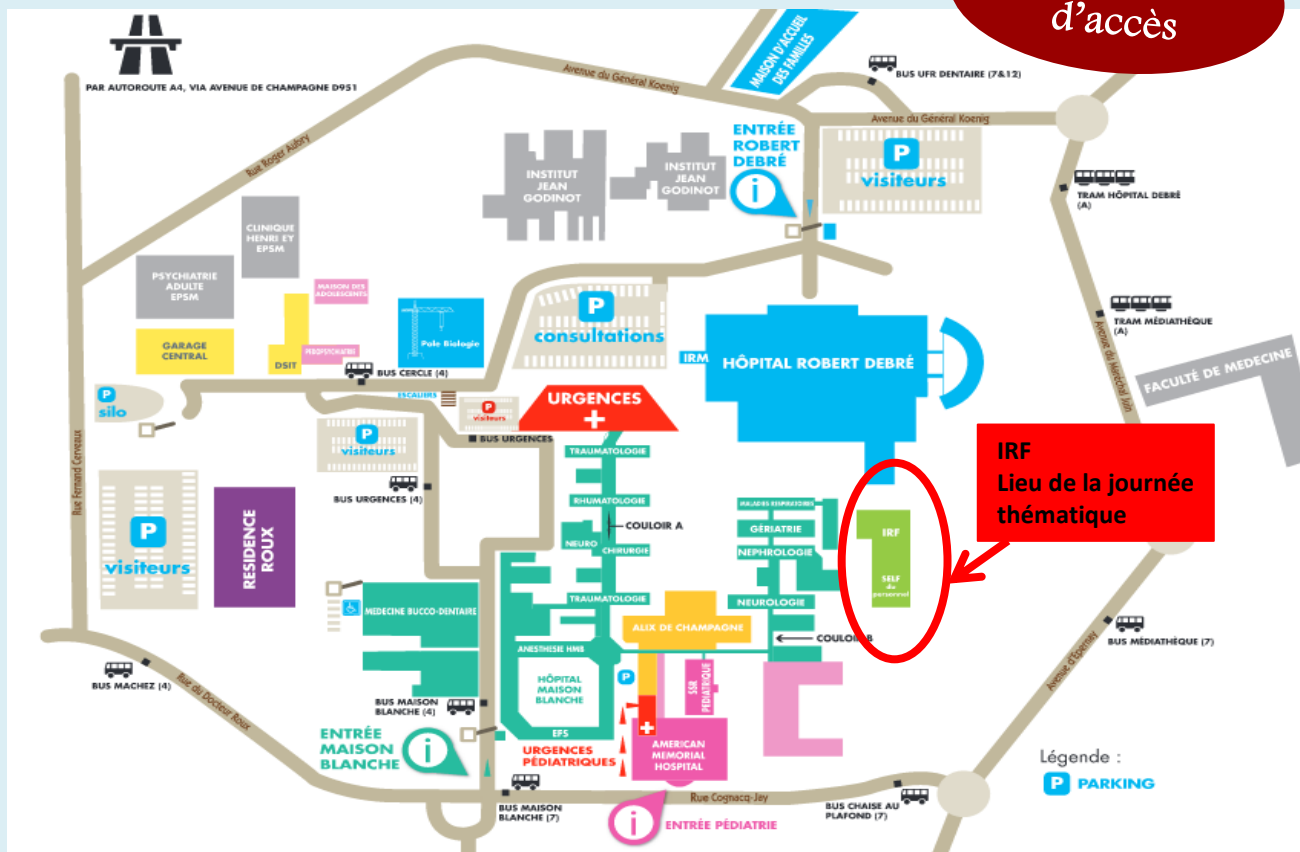 d'accès
PAR AUTOROUTE A4, VIA AVENUE DE CHAMPAGNE D951
Avenue du Général Koenig
MAISON D'ACCUEIL
DES FAMILLES
BUS UFR DENTAIRE (7&12)
Avenue du Général Koenig
Rue Roger Aubry
INSTITUT
JEAN
GODINOT
INSTITUT
JEAN
GODINOT
ENTRÉE
ROBERT
DEBRÉ
i
P
visiteurs
TRAM HÔPITAL DEBRÉ
(A)
CLINIQUE
HENRI EY
EPSM
PSYCHIATRIE
ADULTE
EPSM
MAISON DES
ADOLESCENTS
GARAGE
CENTRAL
DSIT
PEDOPSYCHIATRIE
Pole Biologie
P
consultations
IRM
HÔPITAL ROBERT DEBRÉ
TRAM MÉDIATHÈQUE
(A)
Avenue du Maréchal Juin
FACULTÉ DE MEDECINE
BUS CERCLE (4)
ESCALIERS
P
silo
P
visiteurs
URGENCES
+
BUS URGENCES
P
visiteurs
BUS URGENCES (4)
Rue Fernand Cerveaux
P
visiteurs
RESIDENCE
ROUX
TRAUMATOLOGIE
RHUMATOLOGIE
COULOIR A
NEURO
CHIRURGIE
TRAUMATOLOGIE
MALADES RESPIRATOIRES
GÉRIATRIE
NEPHROLOGIE
NEUROLOGIE
COULOIR B
IRF
SELF
du
personnel
IRF
Lieu de la journée
thématique
MEDECINE BUCCO-DENTAIRE
ALIX DE CHAMPAGNE
ANESTHESIE HMB
HÔPITAL
MAISON
BLANCHE
EFS
P
SSR
PEDIATRIQUE
URGENCES
PÉDIATRIQUES
AMERICAN
MEMORIAL
HOSPITAL
BUS MACHEZ (4)
Rue du Docteur Roux
BUS MAISON
BLANCHE (4)
ENTRÉE
MAISON
BLANCHE
i
BUS MAISON
BLANCHE (7)
Rue Cognacq-Jay
i
ENTRÉE PÉDIATRIE
BUS CHAISE AU
PLAFOND (7)
BUS MÉDIATHÈQUE (7)
Avenue d'Epernay
Légende :
P PARKING